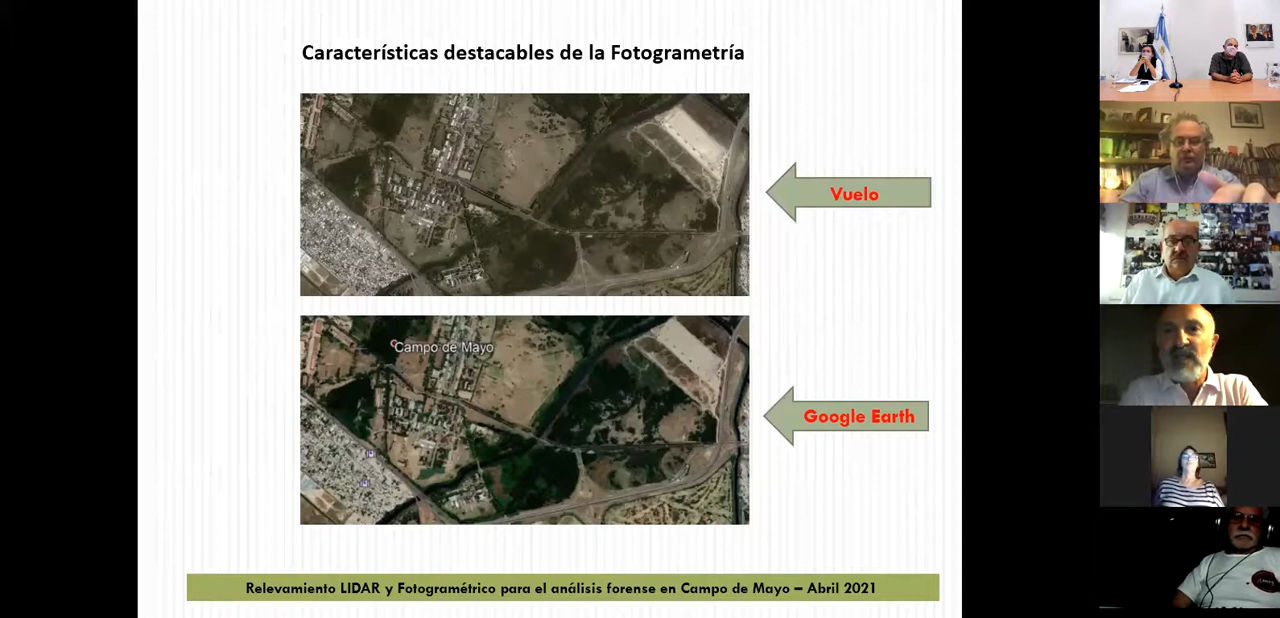 Características destacables de la Fotogrametría
Vuelo
Campo de Mayo
Google Earth
Relevamiento LIDAR y Fotogramétrico para el análisis forense en Campo de Mayo – Abril 2021